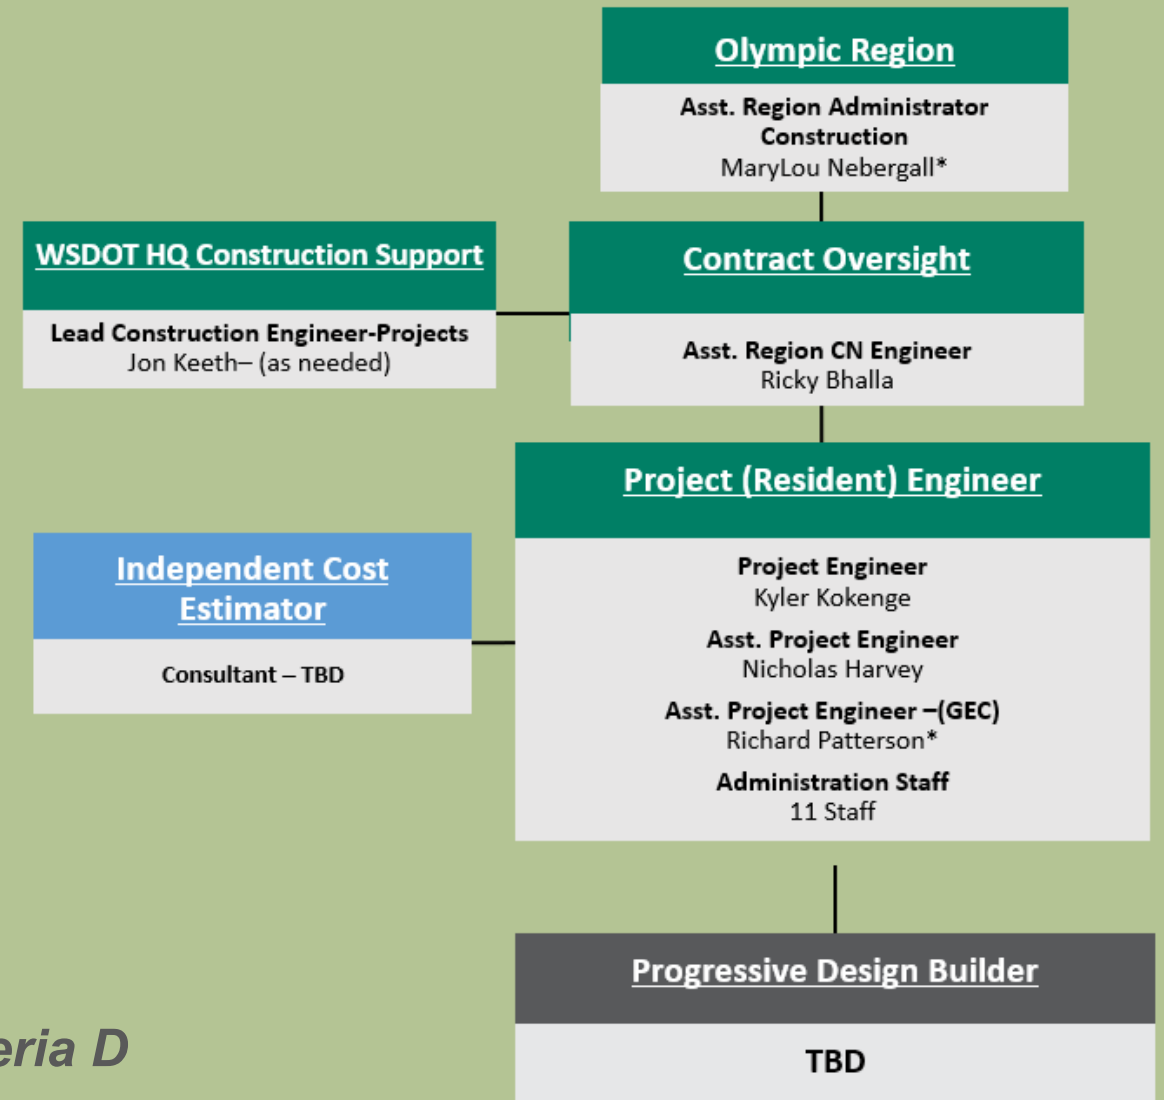 Olympic Region
Asst. Region Administrator
Construction
MaryLou Nebergall*
WSDOT HQ Construction Support
Lead Construction Engineer-Projects
Jon Keeth– (as needed)
Contract Oversight
Asst. Region CN Engineer
Ricky Bhalla
Project (Resident) Engineer
Project Engineer
Kyler Kokenge
Asst. Project Engineer
Nicholas Harvey
Asst. Project Engineer –(GEC)
Richard Patterson*
Administration Staff
11 Staff
Independent Cost
Estimator
Consultant – TBD
Progressive Design Builder
TBD
eria D